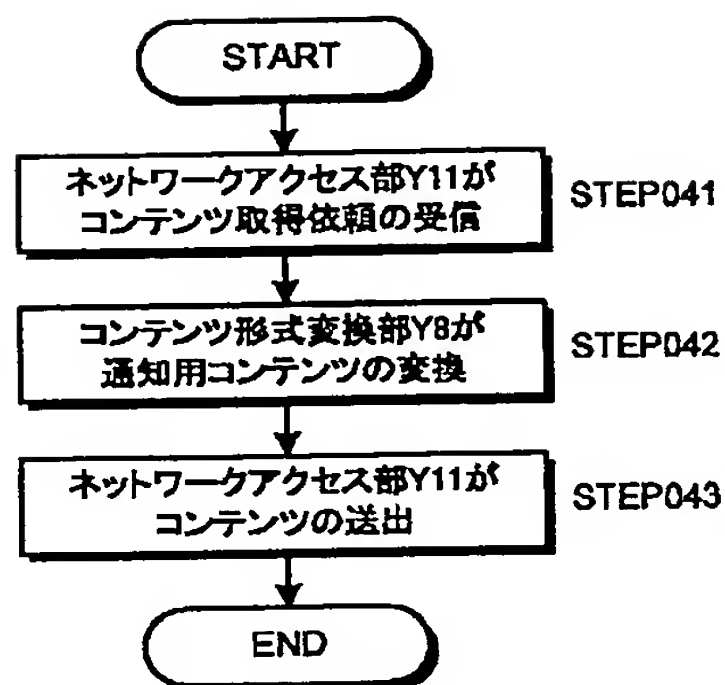 START
ネットワークアクセス部Y11が
コンテンツ取得依頼の受信
STEP041
コンテンツ形式変換部Y8が
通知用コンテンツの変換
STEP042
ネットワークアクセス部Y11が
コンテンツの送出
STEP043
END